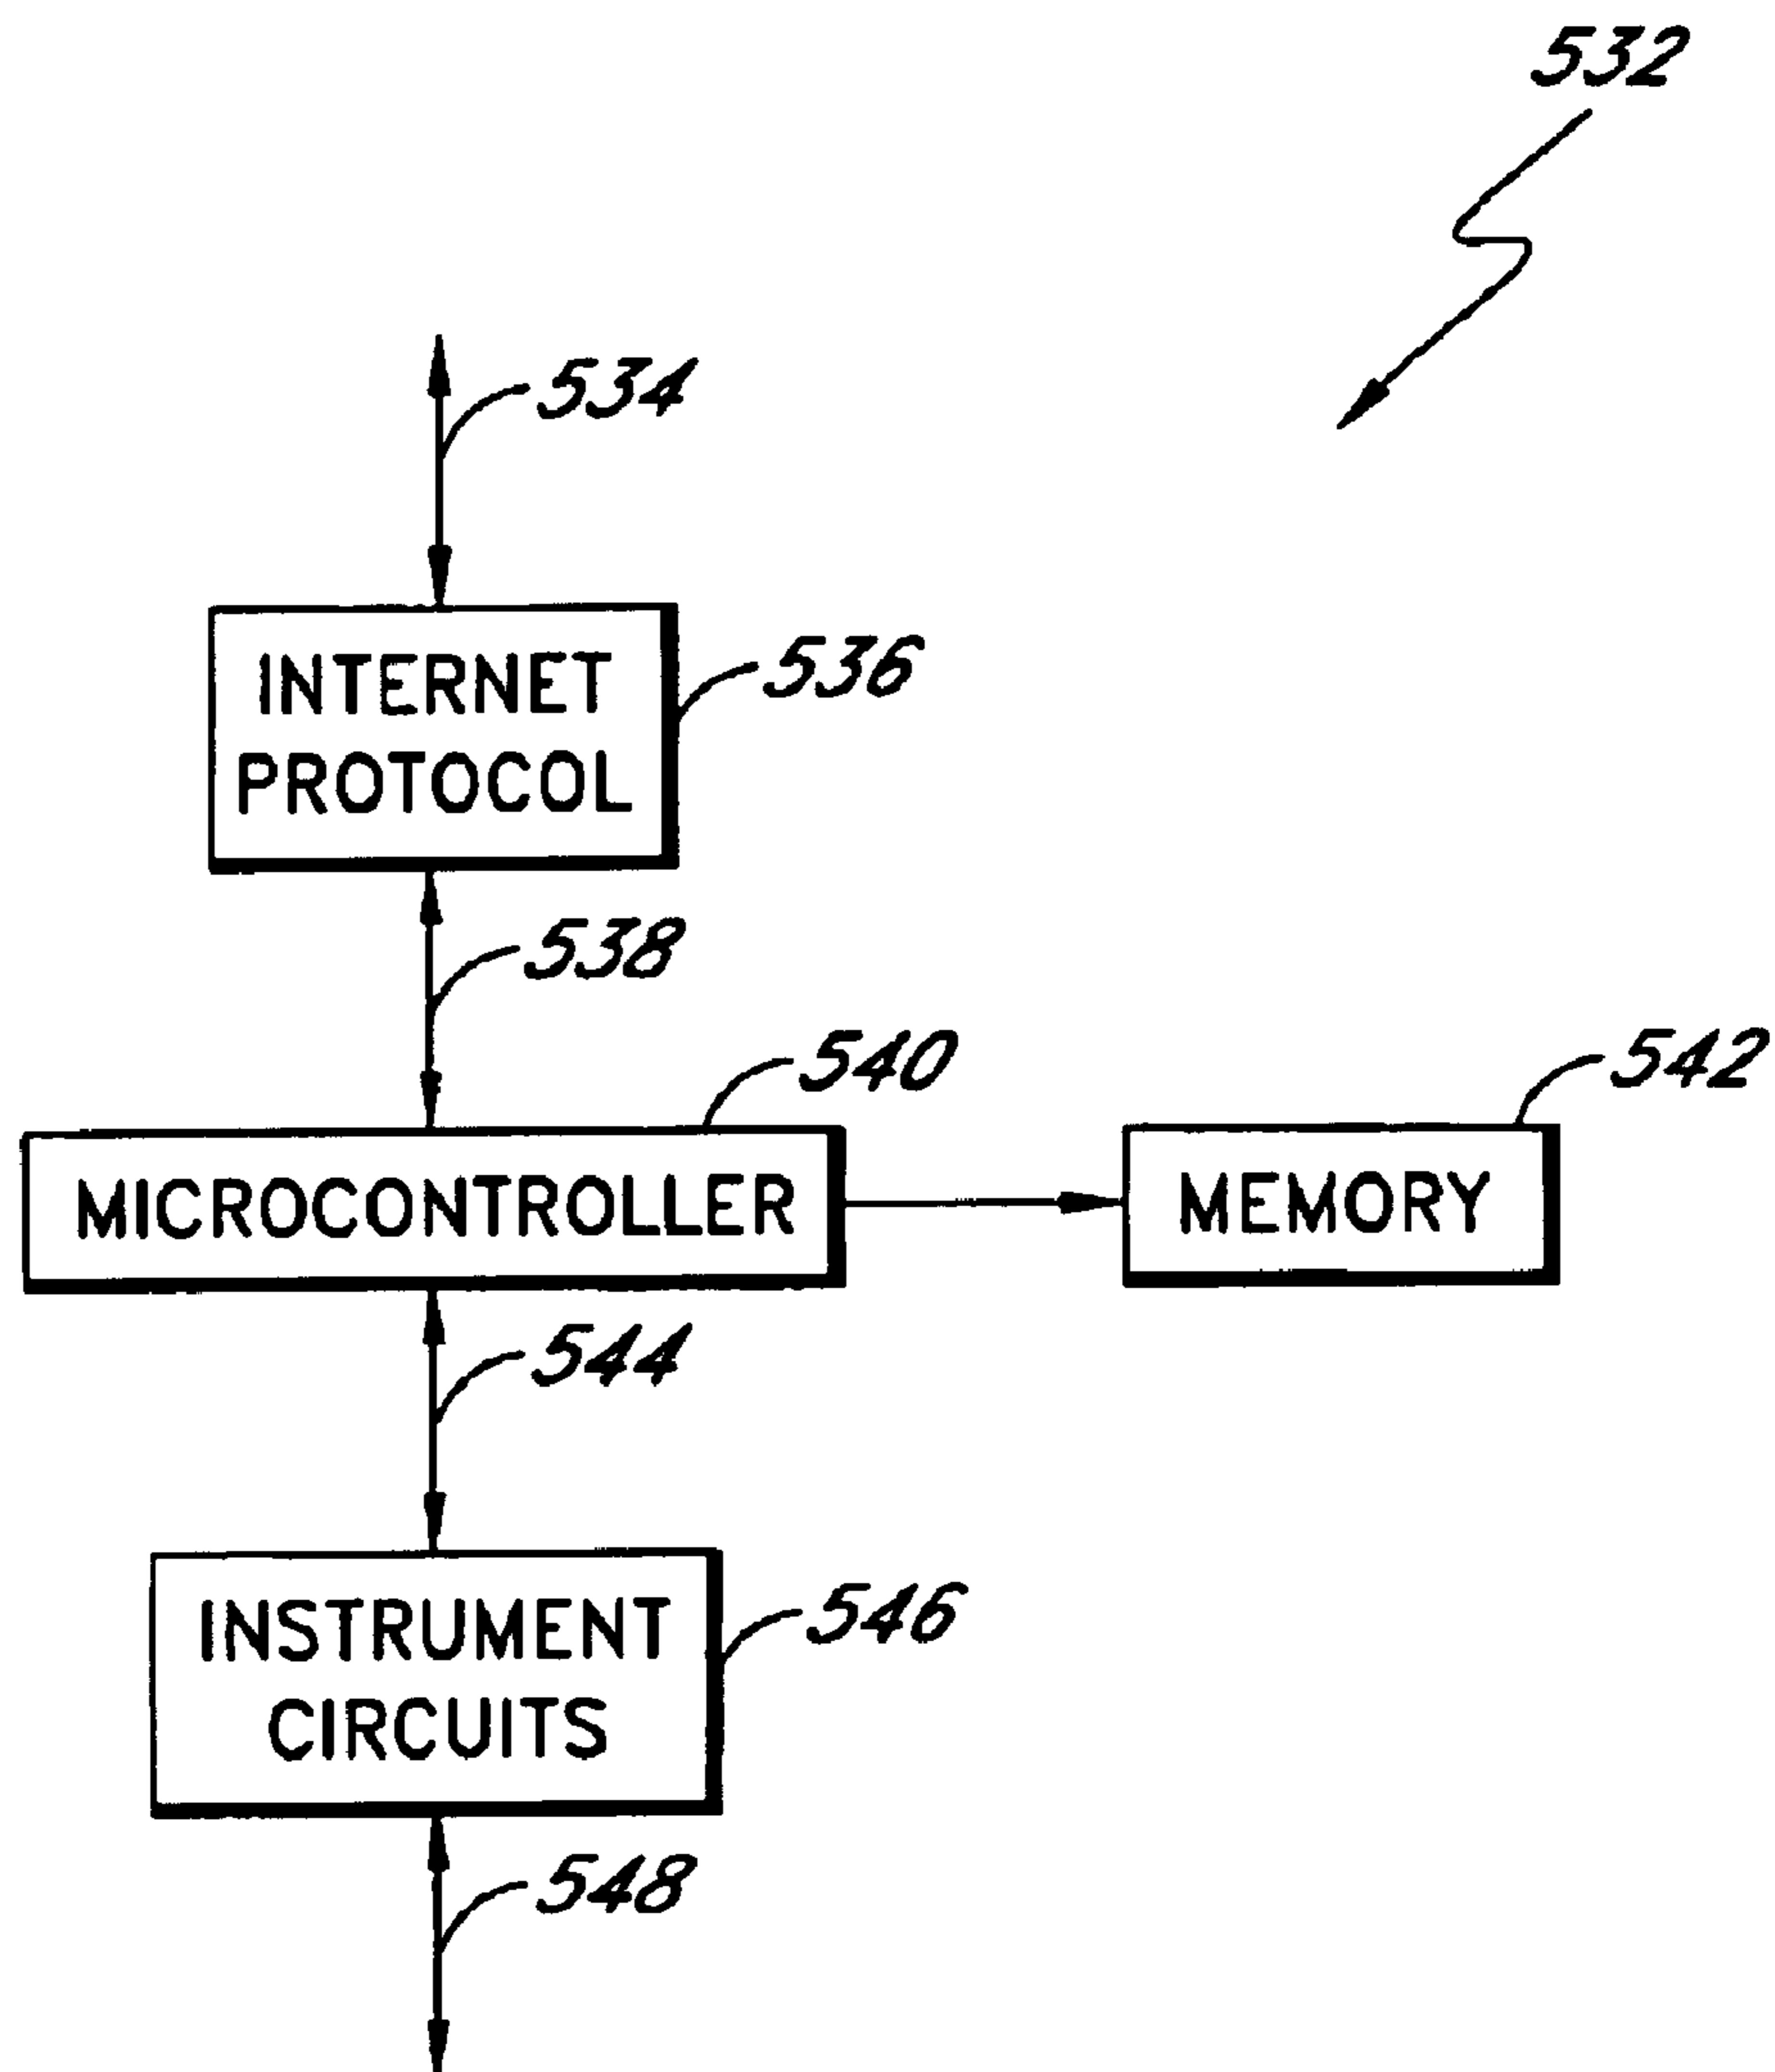 532
534
INTERNET
PROTOCOL
536
538
540
542
MICROCONTROLLER
MEMORY
544
INSTRUMENT
CIRCUITS
546
548